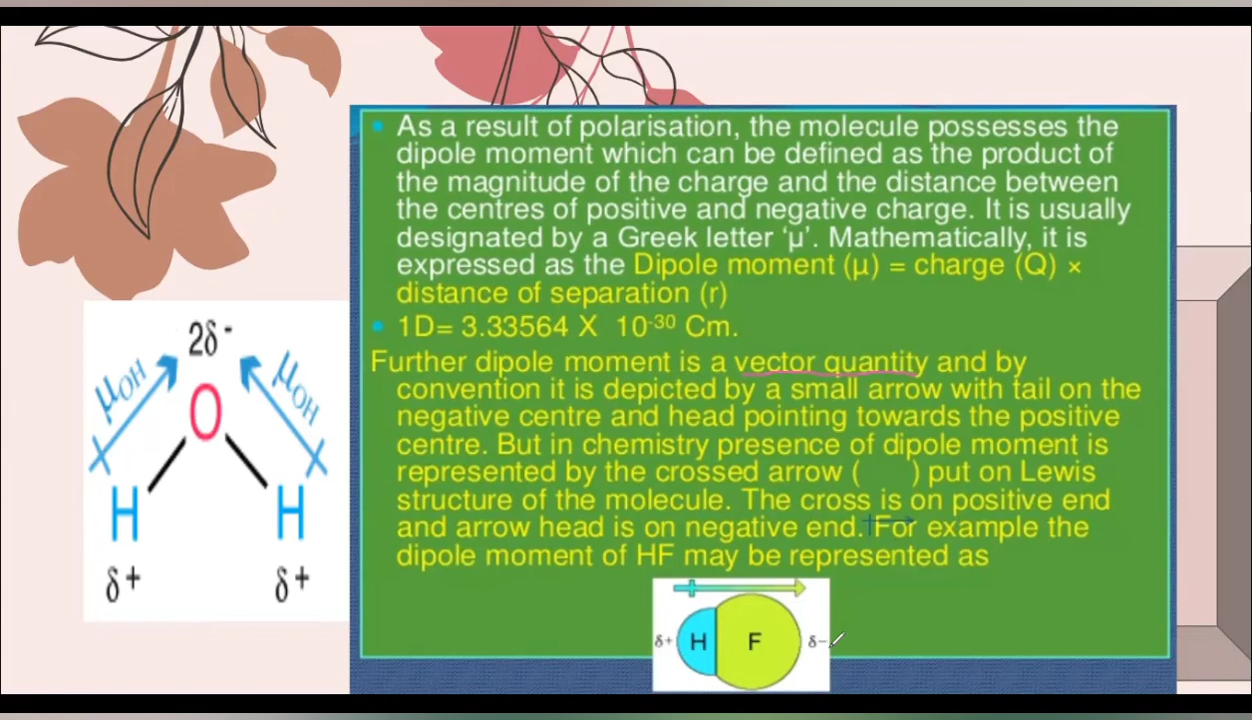 • As a result of polarisation, the molecule possesses the
dipole moment which can be defined as the product of
the magnitude of the charge and the distance between
the centres of positive and negative charge. It is usually
designated by a Greek letter ‘μ’. Mathematically, it is
expressed as the Dipole moment (μ) = charge (Q) ×
distance of separation (r)
• 1D= 3.33564 X 10⁻³⁰ Cm.
Further dipole moment is a vector quantity and by
convention it is depicted by a small arrow with tail on the
negative centre and head pointing towards the positive
centre. But in chemistry presence of dipole moment is
represented by the crossed arrow ( ) put on Lewis
structure of the molecule. The cross is on positive end
and arrow head is on negative end. For example the
dipole moment of HF may be represented as
δ+ H F δ−
2δ -
μOH μOH
O
H H
δ+ δ+